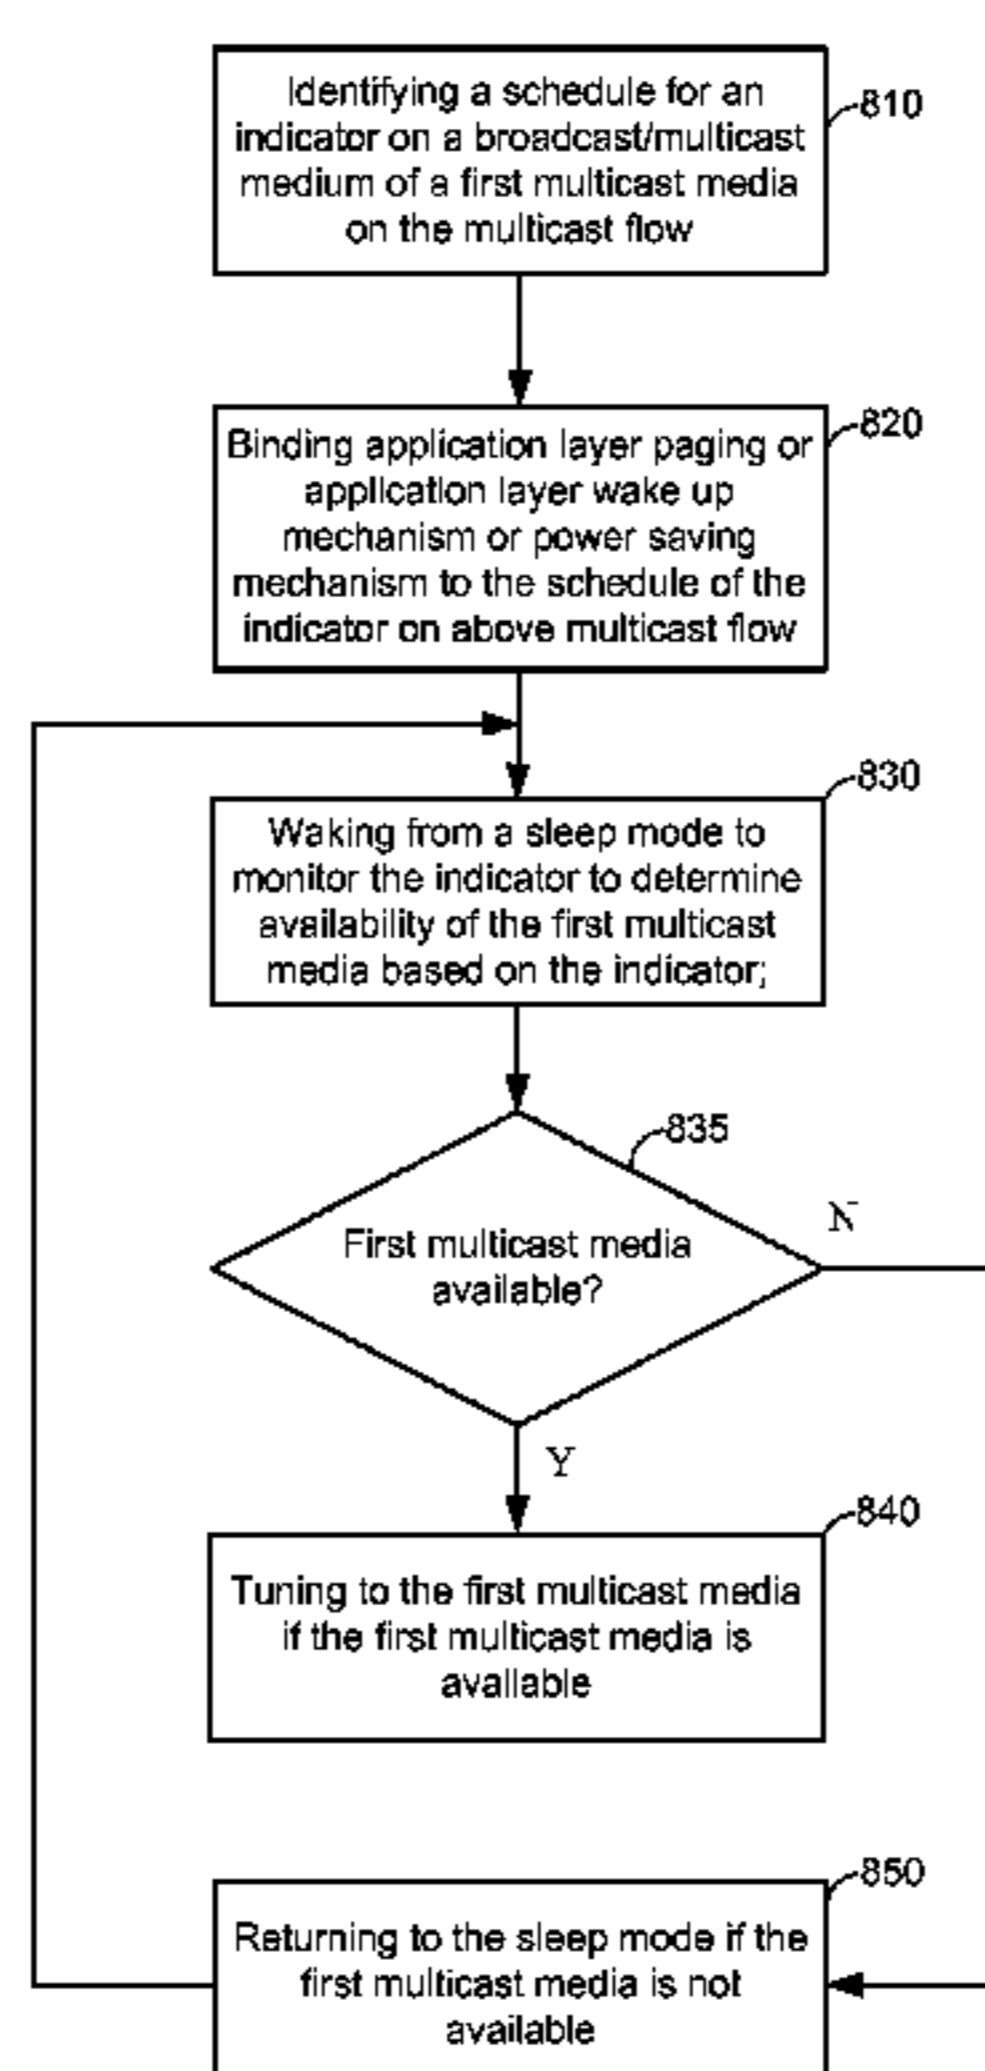 Identifying a schedule for an
indicator on a broadcast/multicast
medium of a first multicast media
on the multicast flow
810
Binding application layer paging or
application layer wake up
mechanism or power saving
mechanism to the schedule of the
indicator on above multicast flow
820
Waking from a sleep mode to
monitor the indicator to determine
availability of the first multicast
media based on the indicator;
830
First multicast media
available?
835
N
Y
Tuning to the first multicast media
if the first multicast media is
available
840
Returning to the sleep mode if the
first multicast media is not
available
850